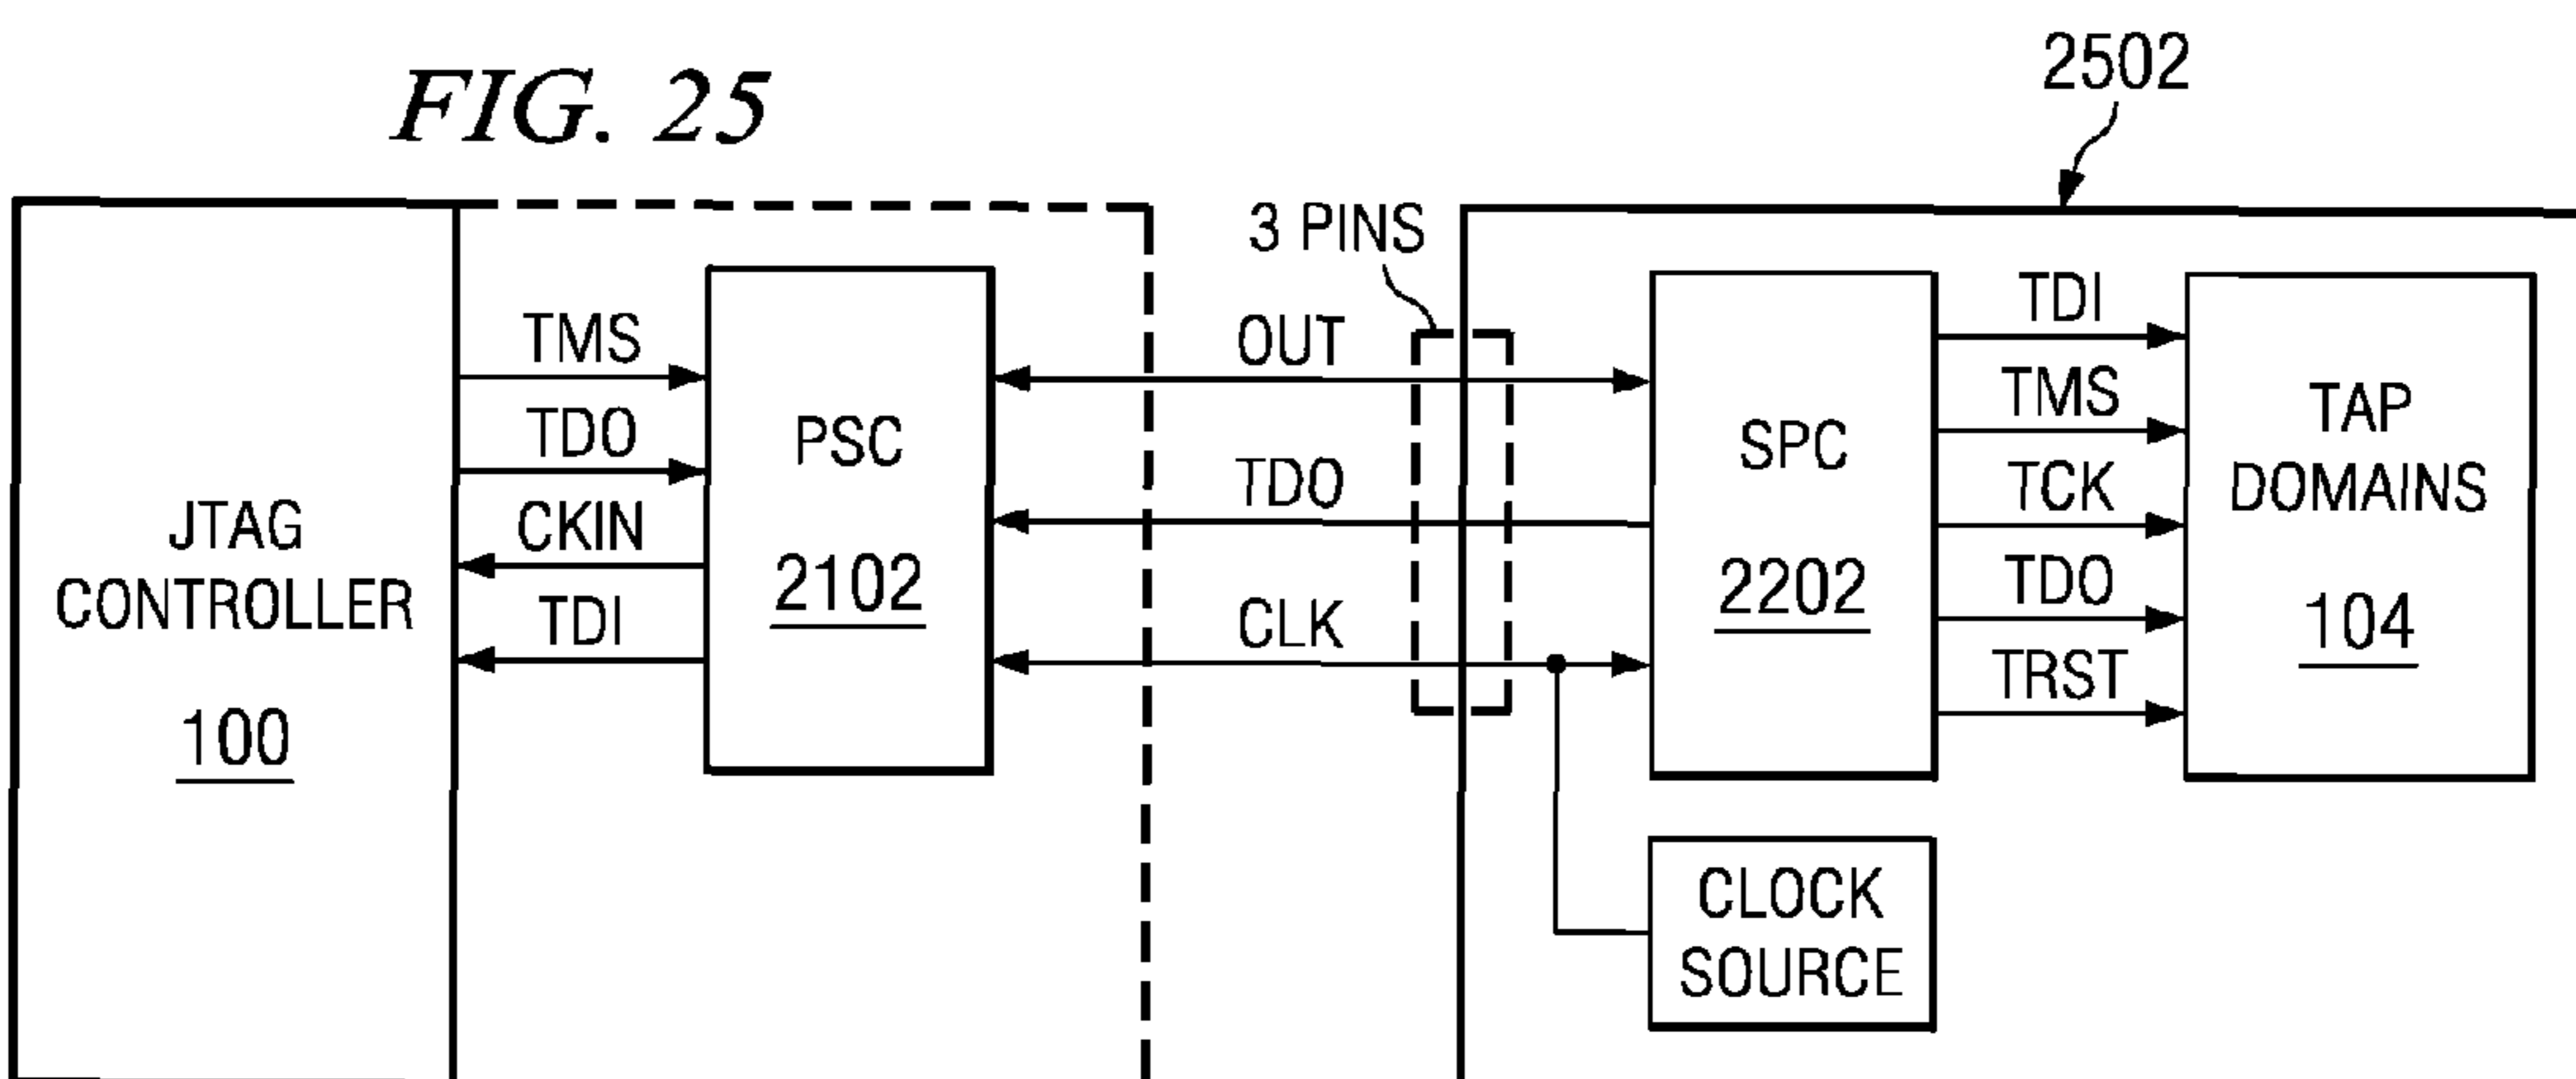 FIG. 25
2502
3 PINS
JTAG
CONTROLLER
100
TMS
TDO
CKIN
TDI
PSC
2102
OUT
TDO
CLK
SPC
2202
TDI
TMS
TCK
TDO
TRST
TAP
DOMAINS
104
CLOCK
SOURCE